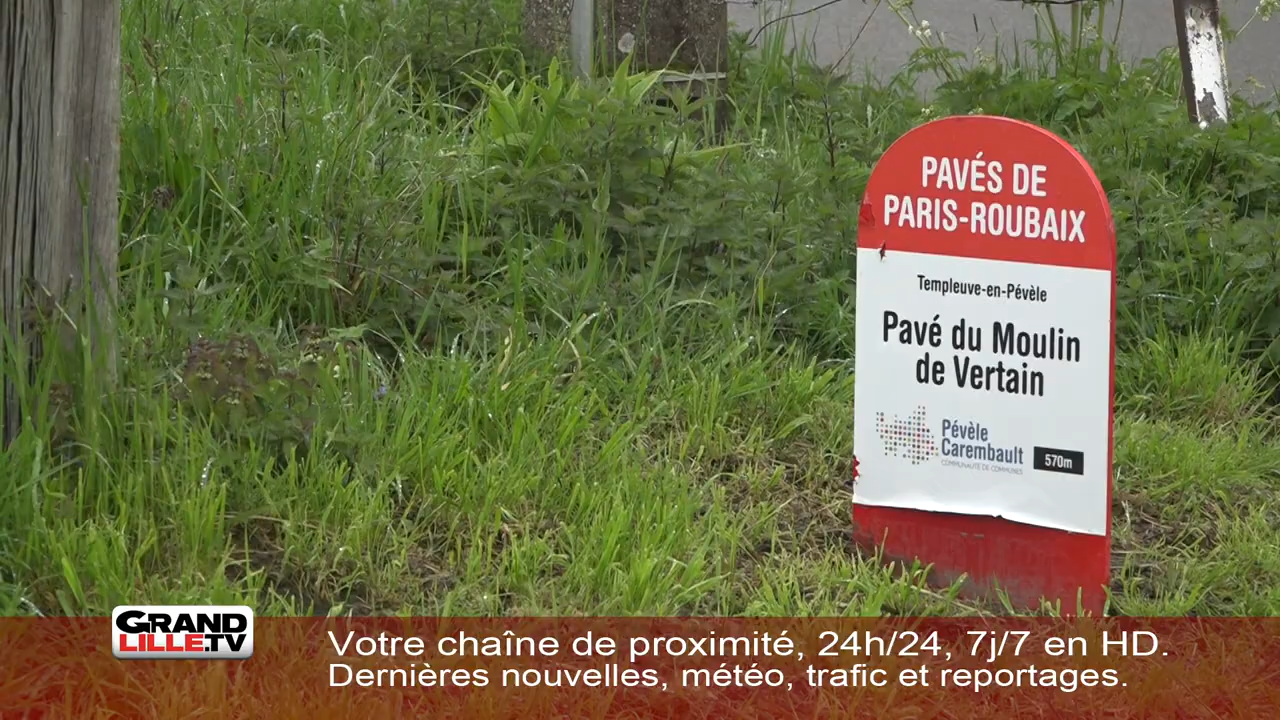 PAVÉS DE
PARIS-ROUBAIX
Templeuve-en-Pévèle
Pavé du Moulin
de Vertain
Pévèle
Carembault
COMMUNAUTÉ DE COMMUNES
570m
GRAND
LILLE.TV
Votre chaîne de proximité, 24h/24, 7j/7 en HD.
Dernières nouvelles, météo, trafic et reportages.